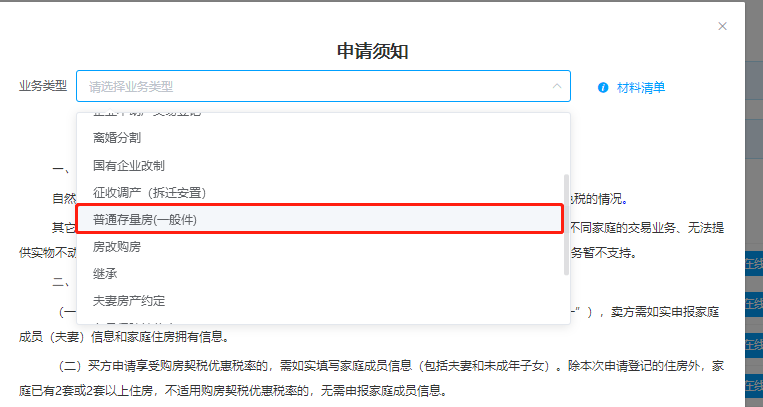 申请须知
业务类型
请选择业务类型
材料清单
离婚分割
国有企业改制
一、
征收调产（拆迁安置）
自然
税的情况。
普通存量房(一般件)
其它
不同家庭的交易业务、无法提
房改购房
供实物不动
务暂不支持。
继承
二、
夫妻房产约定
（一
”），卖方需如实申报家庭
成员（夫妻）信息和家庭住房拥有信息。
（二）买方申请享受购房契税优惠税率的，需如实填写家庭成员信息（包括夫妻和未成年子女）。除本次申请登记的住房外，家
庭已有2套或2套以上住房，不适用购房契税优惠税率的，无需申报家庭成员信息。
在线
在线
在线
在线